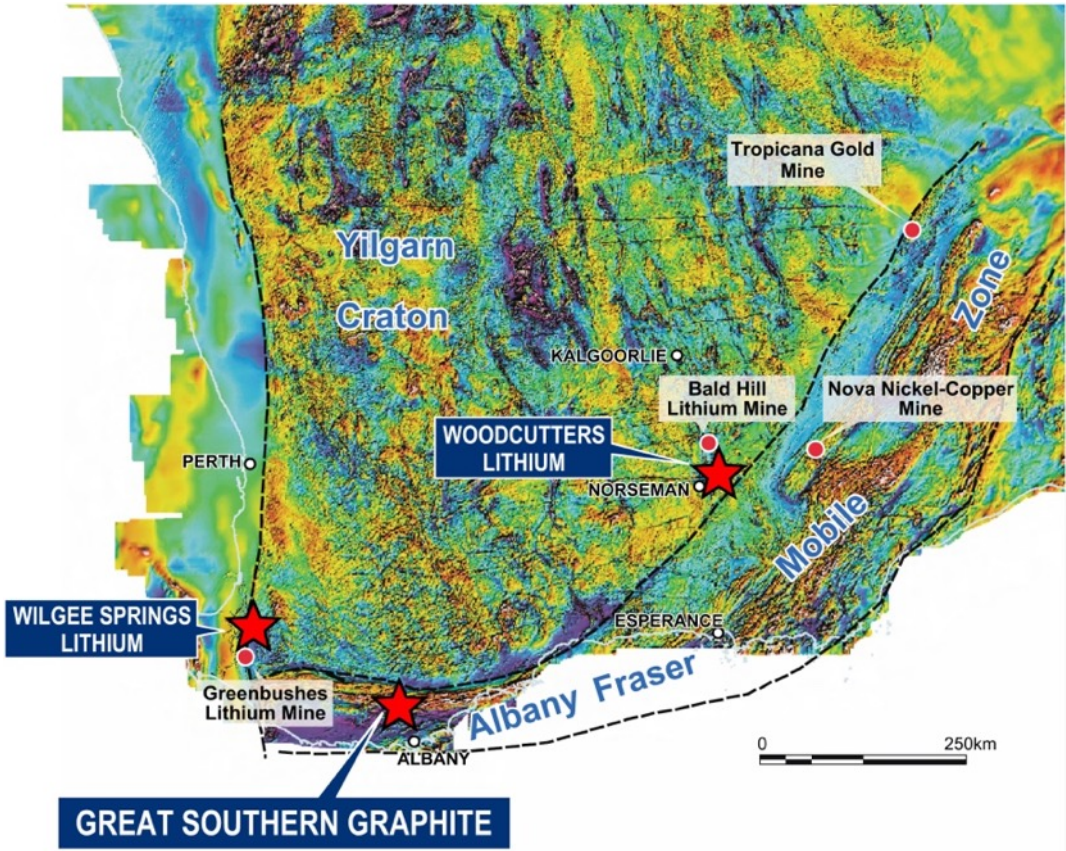 Tropicana Gold
Mine
Yilgarn
Craton
Zone
KALGOORLIE
Bald Hill
Lithium Mine
Nova Nickel-Copper
Mine
WOODCUTTERS
LITHIUM
PERTH
NORSEMAN
Mobile
WILGEE SPRINGS
LITHIUM
ESPERANCE
Greenbushes
Lithium Mine
Albany Fraser
ALBANY
0 250km
GREAT SOUTHERN GRAPHITE